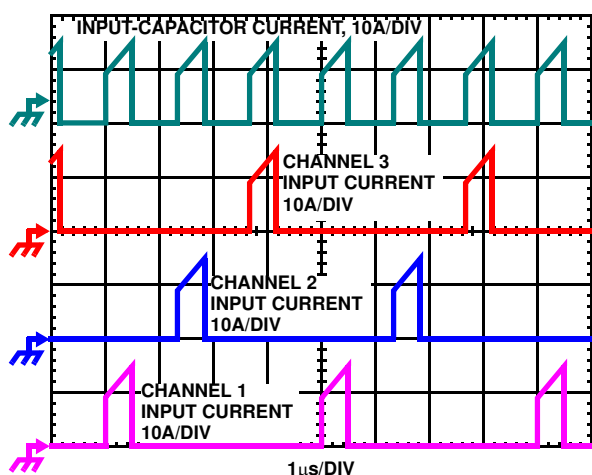 INPUT-CAPACITOR CURRENT, 10A/DIV
CHANNEL 3
INPUT CURRENT
10A/DIV
CHANNEL 2
INPUT CURRENT
10A/DIV
CHANNEL 1
INPUT CURRENT
10A/DIV
1µs/DIV